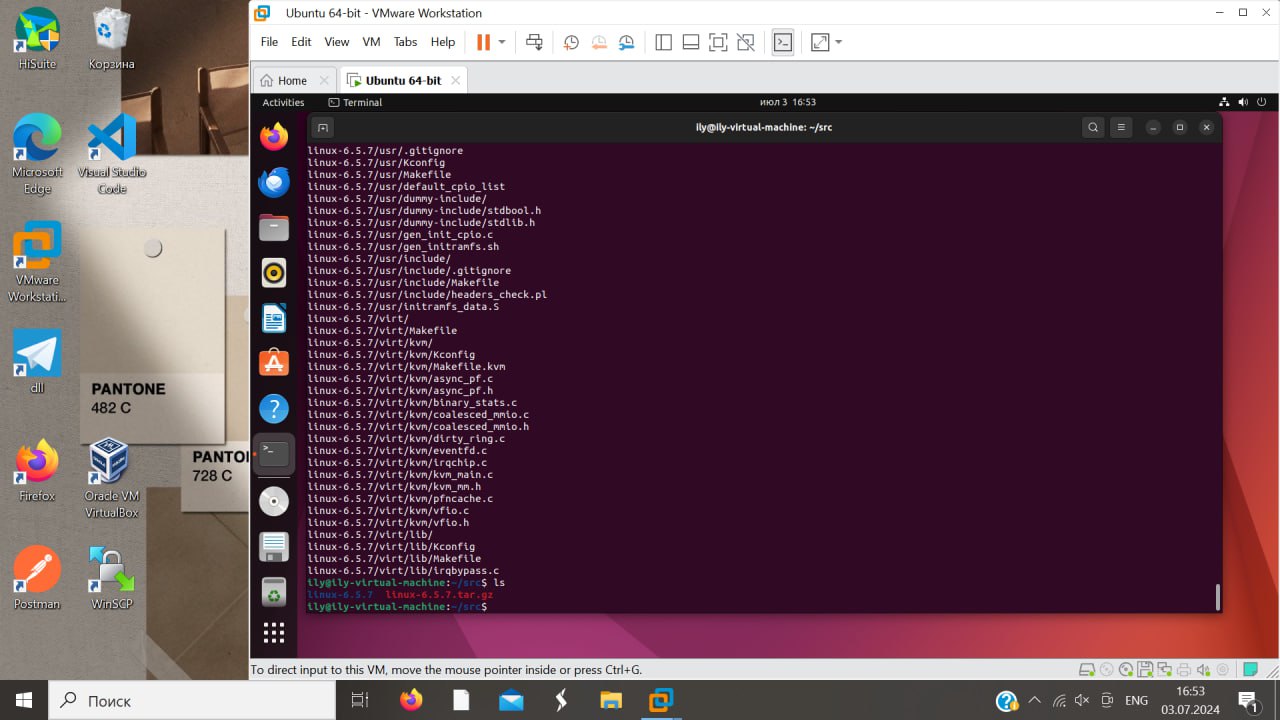 HiSuite
Корзина
Microsoft Edge
Visual Studio Code
VMware Workstati...
dll
Firefox
Oracle VM VirtualBox
Postman
WinSCP
PANTONE
482 C
PANTO
728 C
Ubuntu 64-bit - VMware Workstation
File Edit View VM Tabs Help
Home
Ubuntu 64-bit
Activities
Terminal
июл 3 16:53
ily@ily-virtual-machine: ~/src
linux-6.5.7/usr/.gitignore
linux-6.5.7/usr/Kconfig
linux-6.5.7/usr/Makefile
linux-6.5.7/usr/default_cpio_list
linux-6.5.7/usr/dummy-include/
linux-6.5.7/usr/dummy-include/stdbool.h
linux-6.5.7/usr/dummy-include/stdlib.h
linux-6.5.7/usr/gen_init_cpio.c
linux-6.5.7/usr/gen_initramfs.sh
linux-6.5.7/usr/include/
linux-6.5.7/usr/include/.gitignore
linux-6.5.7/usr/include/Makefile
linux-6.5.7/usr/include/headers_check.pl
linux-6.5.7/usr/initramfs_data.S
linux-6.5.7/virt/
linux-6.5.7/virt/Makefile
linux-6.5.7/virt/kvm/
linux-6.5.7/virt/kvm/Kconfig
linux-6.5.7/virt/kvm/Makefile.kvm
linux-6.5.7/virt/kvm/async_pf.c
linux-6.5.7/virt/kvm/async_pf.h
linux-6.5.7/virt/kvm/binary_stats.c
linux-6.5.7/virt/kvm/coalesced_mmio.c
linux-6.5.7/virt/kvm/coalesced_mmio.h
linux-6.5.7/virt/kvm/dirty_ring.c
linux-6.5.7/virt/kvm/eventfd.c
linux-6.5.7/virt/kvm/irqchip.c
linux-6.5.7/virt/kvm/kvm_main.c
linux-6.5.7/virt/kvm/kvm_mm.h
linux-6.5.7/virt/kvm/pfncache.c
linux-6.5.7/virt/kvm/vfio.c
linux-6.5.7/virt/kvm/vfio.h
linux-6.5.7/virt/lib/
linux-6.5.7/virt/lib/Kconfig
linux-6.5.7/virt/lib/Makefile
linux-6.5.7/virt/lib/irqbypass.c
ily@ily-virtual-machine:~/src$ ls
linux-6.5.7 linux-6.5.7.tar.gz
ily@ily-virtual-machine:~/src$
To direct input to this VM, move the mouse pointer inside or press Ctrl+G.
Поиск
ENG
16:53
03.07.2024
1